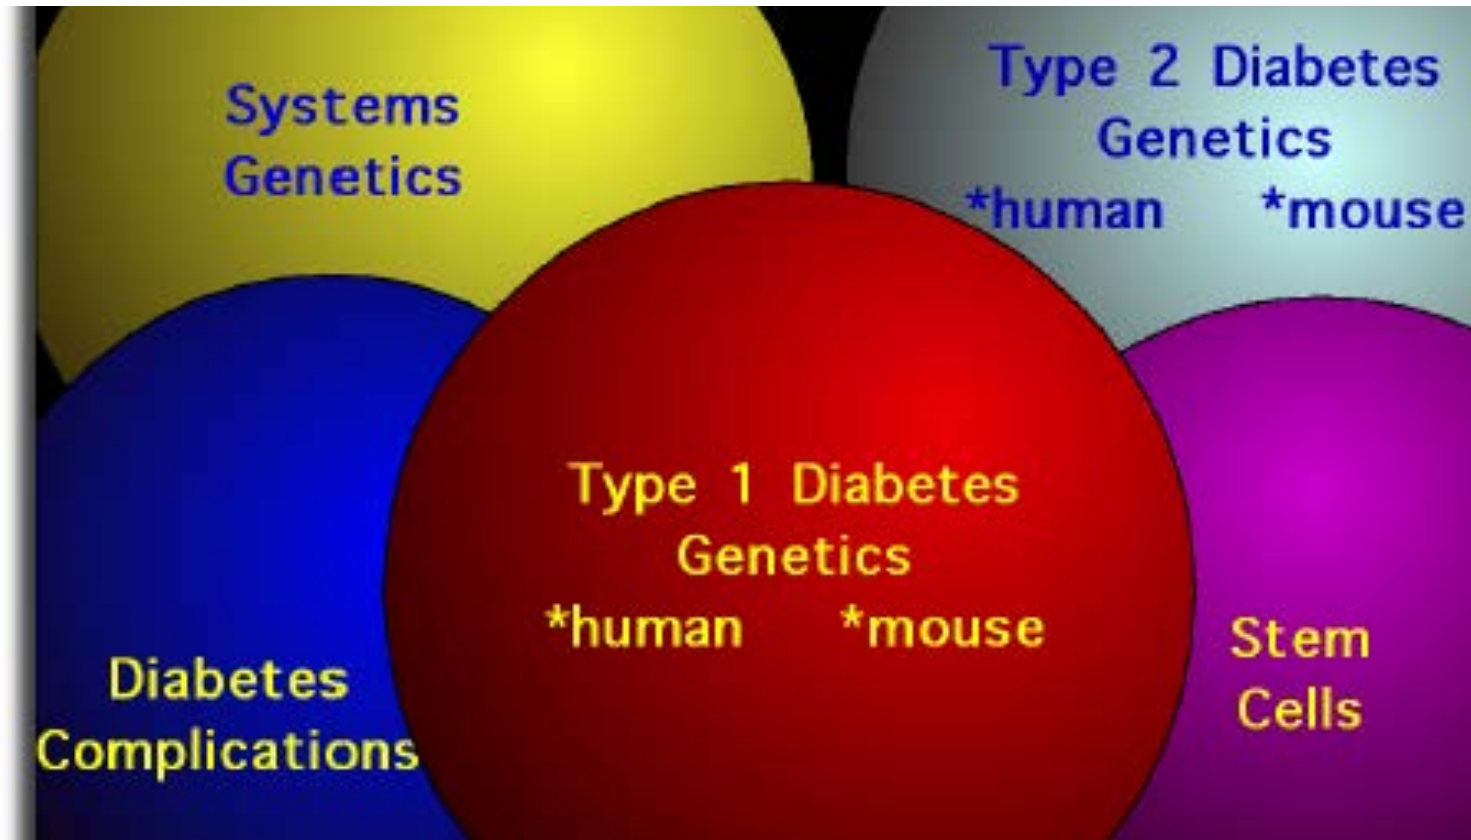 Systems
Genetics
Type 2 Diabetes
Genetics
*human *mouse
Type 1 Diabetes
Genetics
*human *mouse
Diabetes
Complications
Stem
Cells